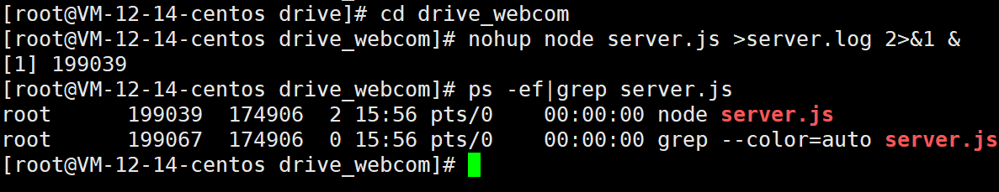 [root@VM-12-14-centos drive]# cd drive_webcom
[root@VM-12-14-centos drive_webcom]# nohup node server.js >server.log 2>&1 &
[1] 199039
[root@VM-12-14-centos drive_webcom]# ps -ef|grep server.js
root      199039  174906  2 15:56 pts/0    00:00:00 node server.js
root      199067  174906  0 15:56 pts/0    00:00:00 grep --color=auto server.js
[root@VM-12-14-centos drive_webcom]#